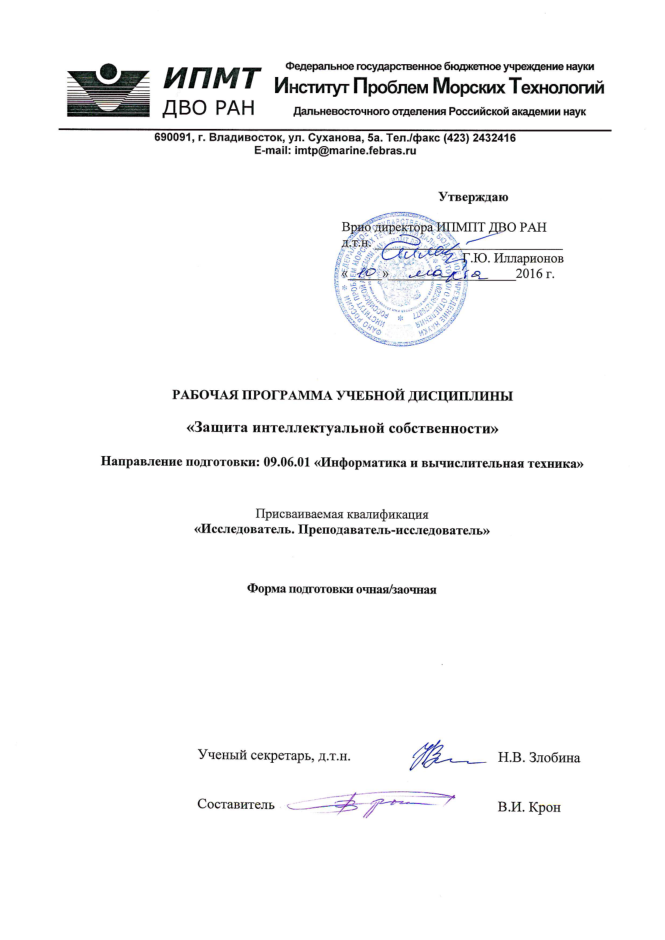 ИПМТ
ДВО РАН
Федеральное государственное бюджетное учреждение науки
Институт Проблем Морских Технологий
Дальневосточного отделения Российской академии наук
690091, г. Владивосток, ул. Суханова, 5а. Тел./факс (423) 2432416
E-mail: imtp@marine.febras.ru
Утверждаю
Врио директора ИПМПТ ДВО РАН
д.т.н.
Г.Ю. Илларионов
« 10 » марта 2016 г.
РАБОЧАЯ ПРОГРАММА УЧЕБНОЙ ДИСЦИПЛИНЫ
«Защита интеллектуальной собственности»
Направление подготовки: 09.06.01 «Информатика и вычислительная техника»
Присваиваемая квалификация
«Исследователь. Преподаватель-исследователь»
Форма подготовки очная/заочная
Ученый секретарь, д.т.н. Н.В. Злобина
Составитель В.И. Крон